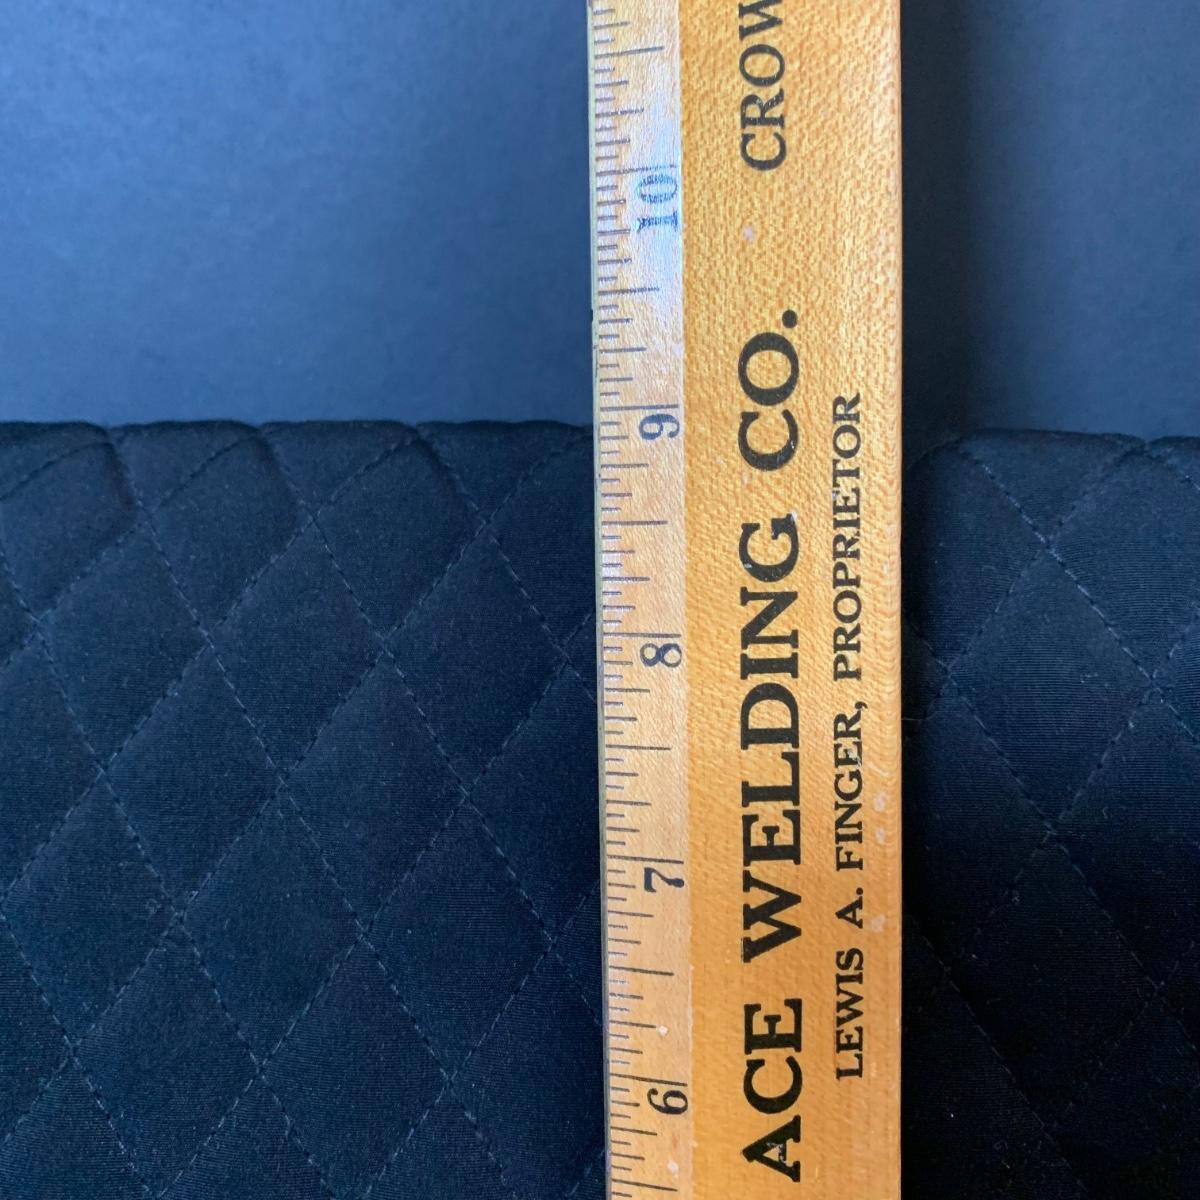 10
9
8
7
6
ACE WELDING CO. CROW
LEWIS A. FINGER, PROPRIETOR